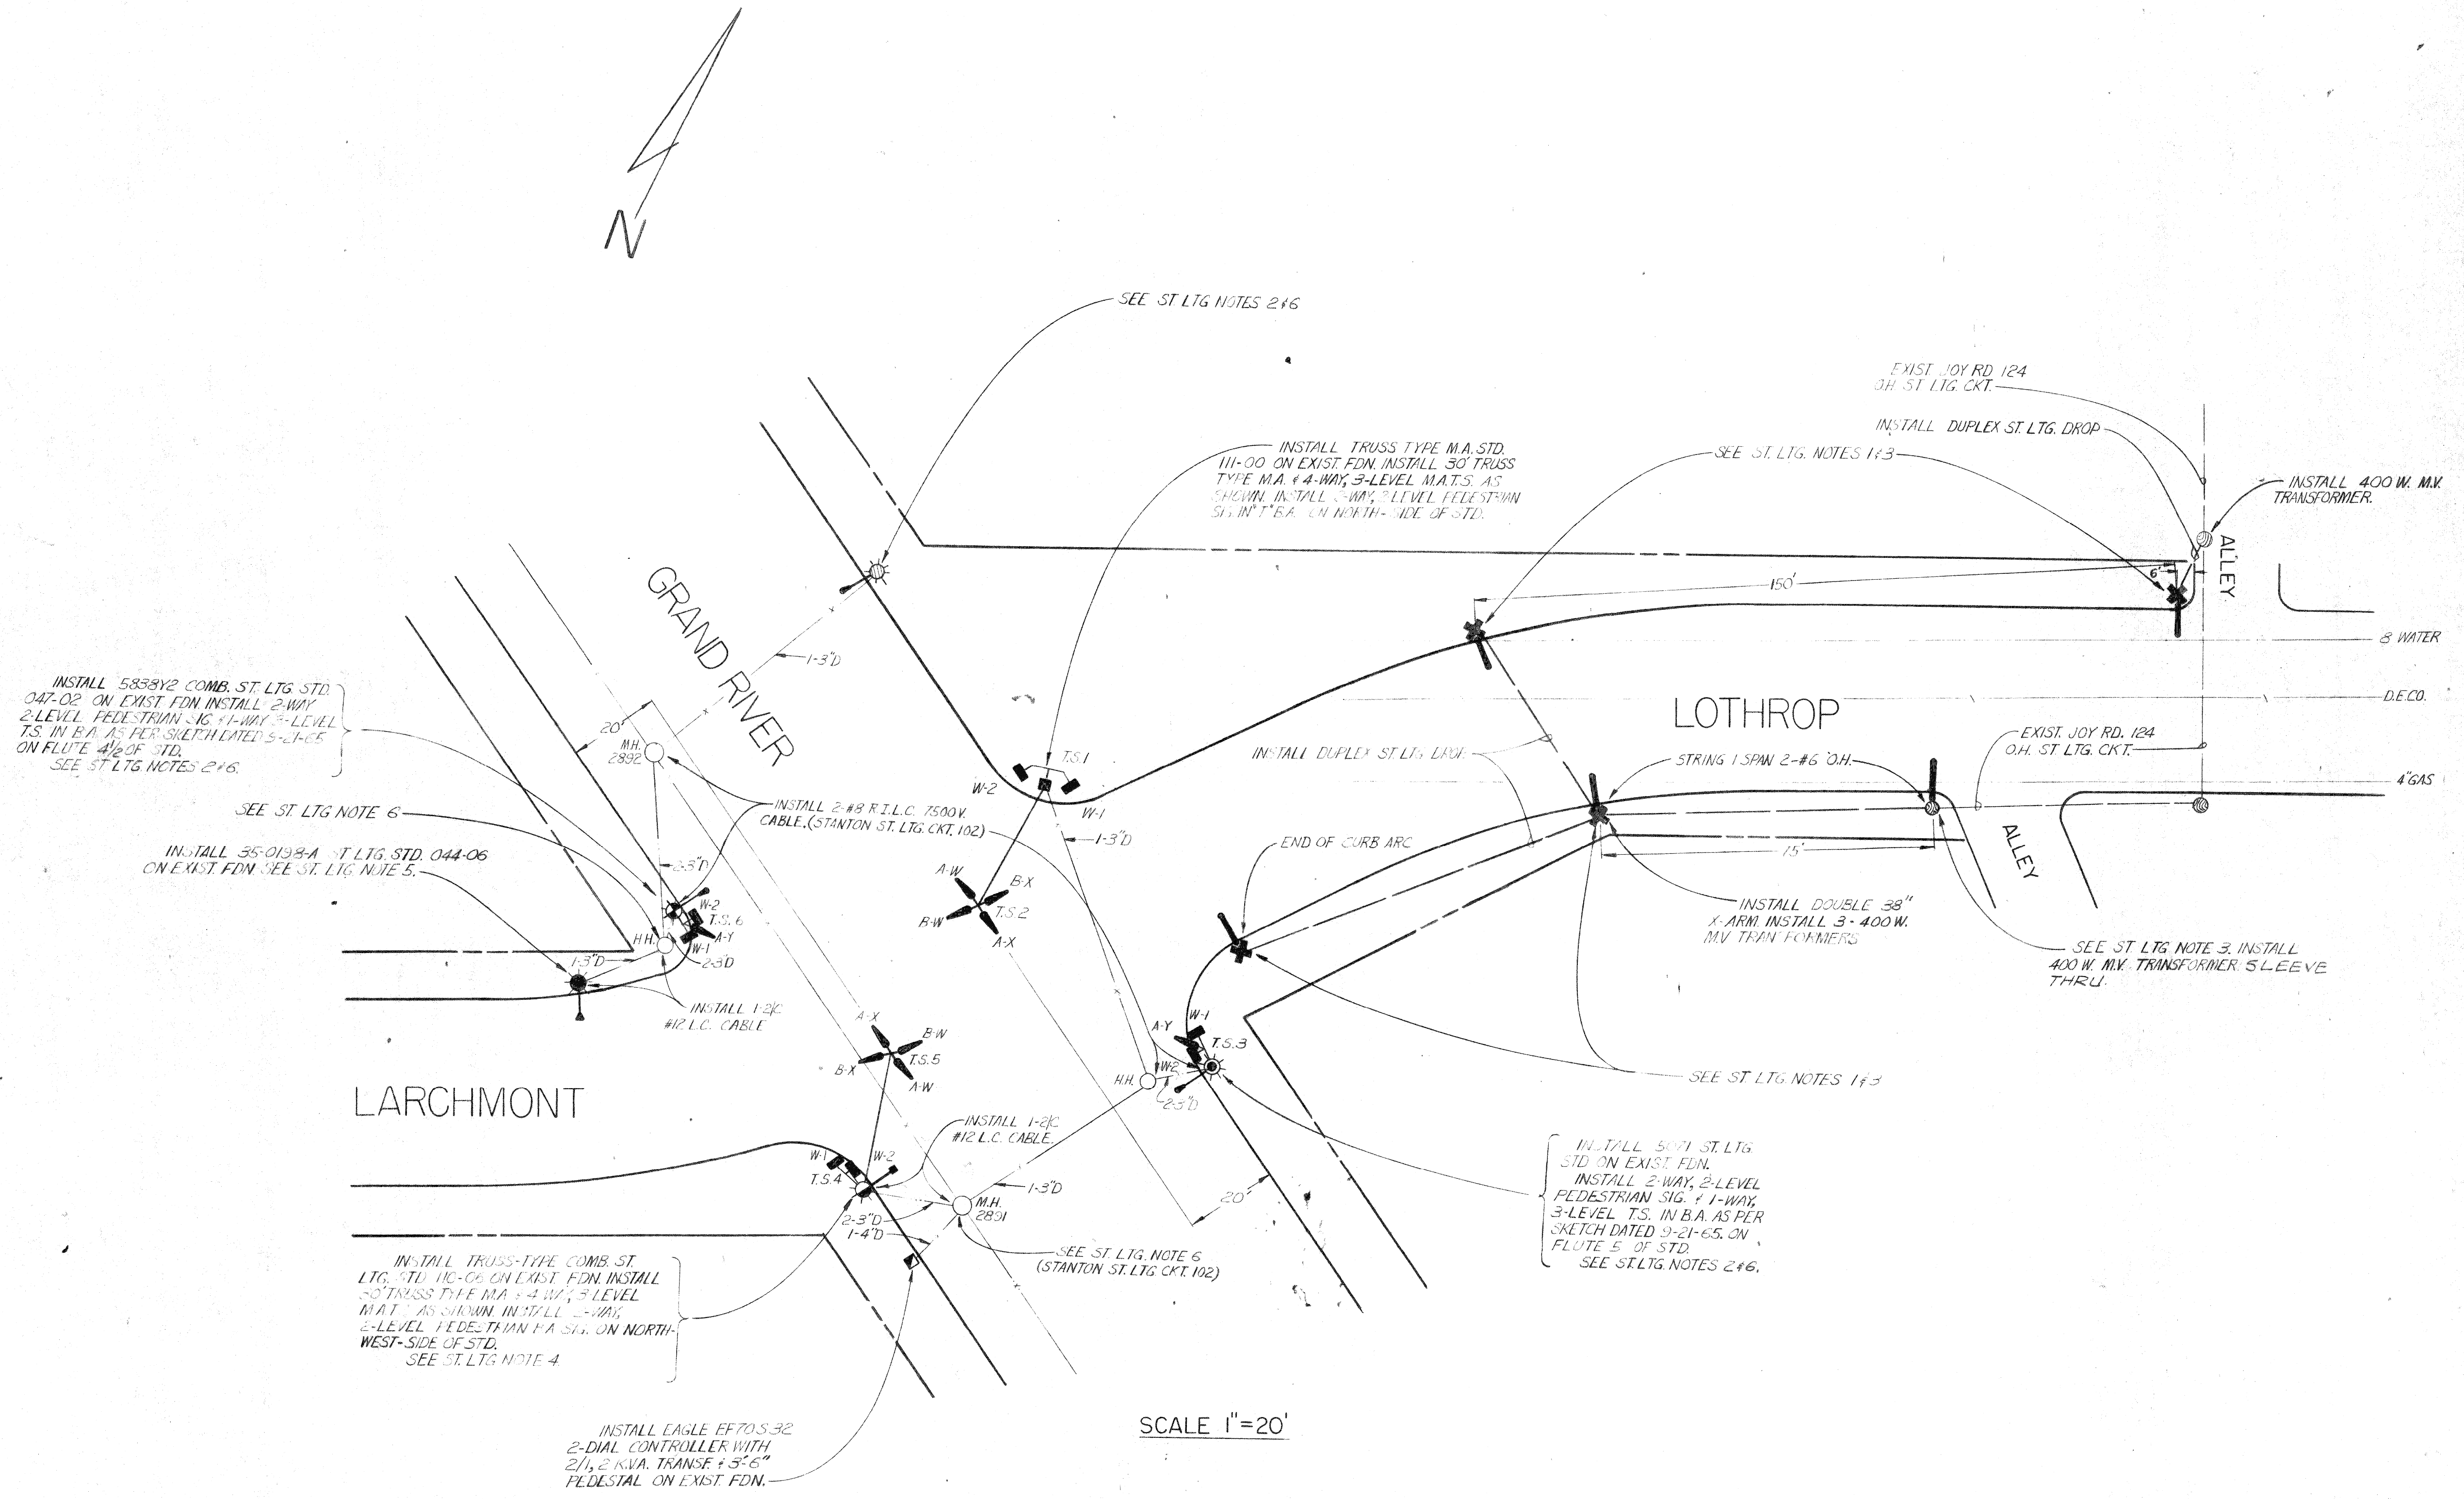 N
SEE ST LTG NOTES 2 & 6
EXIST JOY RD 124
O.H. ST LTG. CKT.
INSTALL DUPLEX ST. LTG. DROP
SEE ST. LTG. NOTES 1 & 3
INSTALL 400 W. M.V.
TRANSFORMER.
INSTALL TRUSS TYPE M.A. STD.
111-00 ON EXIST. FDN. INSTALL 30' TRUSS
TYPE M.A. & 4-WAY, 3-LEVEL M.A.T.S. AS
SHOWN. INSTALL -WAY, 2-LEVEL PEDESTRIAN
SIG IN "T" B.A. ON NORTH-SIDE OF STD.
ALLEY
6'
150'
8 WATER
GRAND RIVER
1-3"D
D.E.CO.
LOTHROP
INSTALL 5838Y2 COMB. ST. LTG. STD.
047-02 ON EXIST. FDN INSTALL 2-WAY
2-LEVEL PEDESTRIAN SIG. & 1-WAY 3-LEVEL
T.S. IN B.A. AS PER SKETCH DATED 9-21-65
ON FLUTE 4 1/2 OF STD.
SEE ST. LTG. NOTES 2 & 6.
20'
M.H.
2892
EXIST. JOY RD. 124
O.H. ST LTG. CKT.
INSTALL DUPLEX ST LTG DROP
STRING 1 SPAN 2-#6 O.H.
4" GAS
T.S.1
W-2
W-1
SEE ST. LTG NOTE 6
INSTALL 2-#8 R.I.L.C. 7500 V.
CABLE. (STANTON ST. LTG. CKT. 102)
1-3"D
END OF CURB ARC
75'
ALLEY
INSTALL 35-0198-A ST LTG. STD. 044-06
ON EXIST. FDN. SEE ST. LTG. NOTE 5.
2-3"D
A-W
B-X
T.S.2
B-W
A-X
W-2
T.S.6
A-Y
H.H.
W-1
1-3"D
2-3"D
INSTALL DOUBLE 38"
X-ARM. INSTALL 3-400 W.
M.V. TRANSFORMERS
SEE ST LTG NOTE 3. INSTALL
400 W. M.V. TRANSFORMER SLEEVE
THRU.
INSTALL 1-2/C
#12 L.C. CABLE
A-X
B-W
T.S.5
B-X
A-W
A-Y
W-1
T.S.3
H.H.
W-2
2-3"D
SEE ST LTG. NOTES 1 & 3
LARCHMONT
INSTALL 1-2/C
#12 L.C. CABLE.
W-1
W-2
T.S.4
2-3"D
1-4"D
1-3"D
M.H.
2891
20'
INSTALL 5071 ST. LTG.
STD ON EXIST. FDN.
INSTALL 2-WAY, 2-LEVEL
PEDESTRIAN SIG. & 1-WAY,
3-LEVEL T.S. IN B.A. AS PER
SKETCH DATED 9-21-65. ON
FLUTE 5 OF STD.
SEE ST. LTG. NOTES 2 & 6.
SEE ST. LTG. NOTE 6
(STANTON ST. LTG CKT. 102)
INSTALL TRUSS-TYPE COMB. ST.
LTG. STD 110-06 ON EXIST. FDN. INSTALL
30' TRUSS TYPE M.A. & 4 WAY, 3 LEVEL
M.A.T.S. AS SHOWN. INSTALL -WAY,
2-LEVEL PEDESTRIAN B.A. SIG. ON NORTH-
WEST-SIDE OF STD.
SEE ST. LTG NOTE 4.
INSTALL EAGLE EF70S32
2-DIAL CONTROLLER WITH
2/1, 2 K.V.A. TRANSF. & 3'-6"
PEDESTAL ON EXIST. FDN.
SCALE 1"=20'